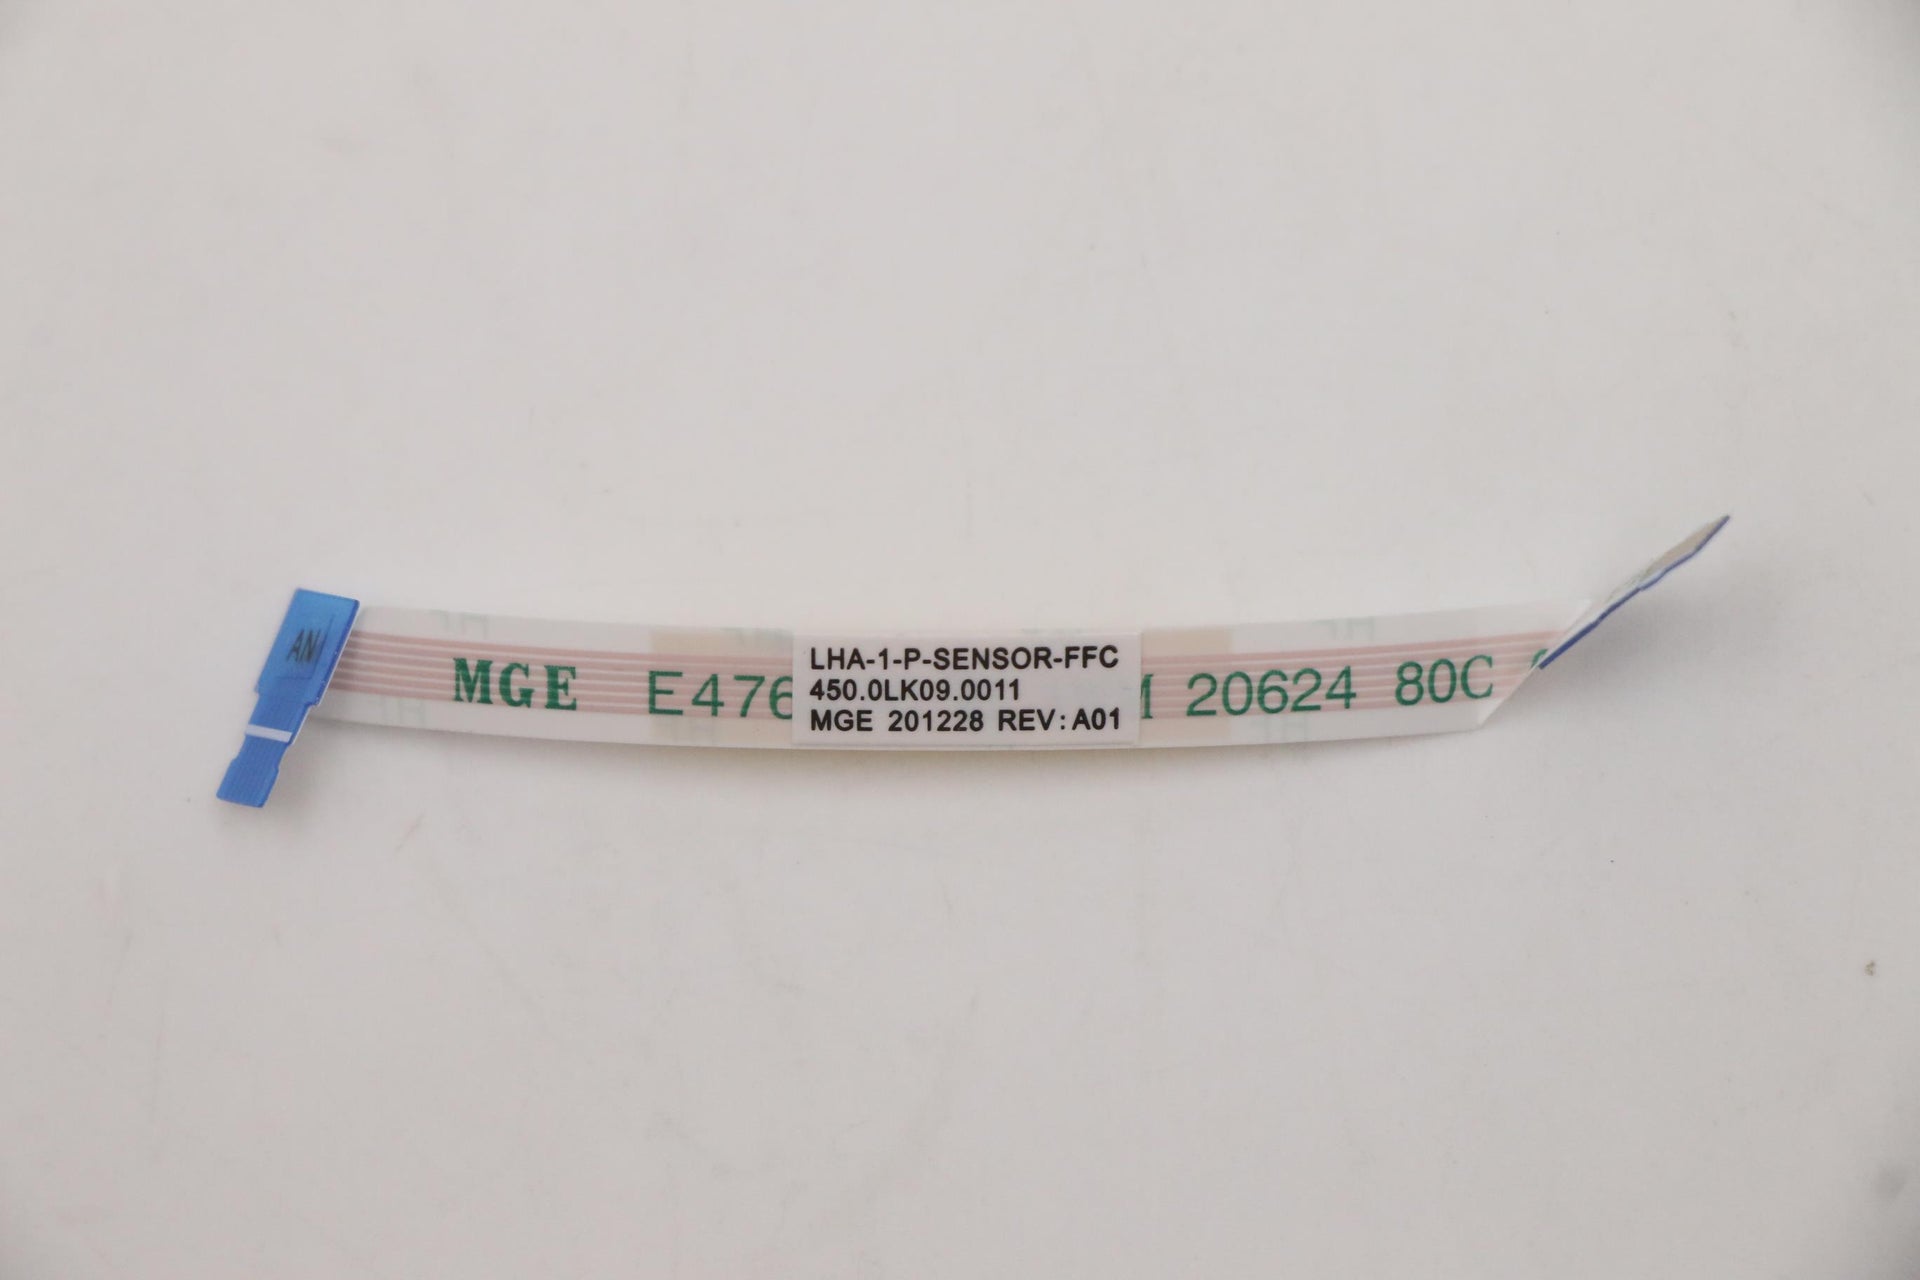 AN
MGE E476 20624 80C
LHA-1-P-SENSOR-FFC
450.0LK09.0011
MGE 201228 REV:A01